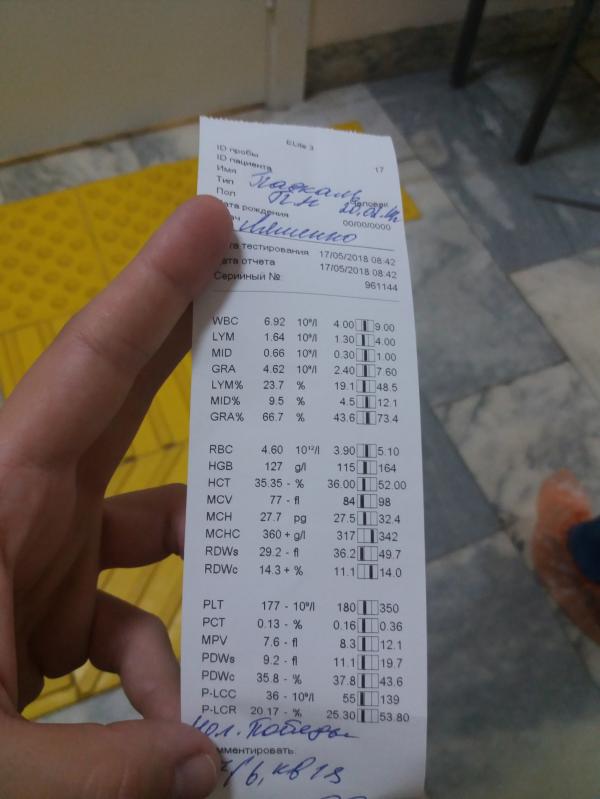 ELite 3
ID пробы 17
ID пациента
Имя Паскаль
Тип П.И Человек
Пол
Дата рождения 00/00/0000
Ляшенко
дата тестирования 17/05/2018 08:42
дата отчета 17/05/2018 08:42
Серийный №: 961144
WBC 6.92 10⁹/l 4.00 9.00
LYM 1.64 10⁹/l 1.30 4.00
MID 0.66 10⁹/l 0.30 1.00
GRA 4.62 10⁹/l 2.40 7.60
LYM% 23.7 % 19.1 48.5
MID% 9.5 % 4.5 12.1
GRA% 66.7 % 43.6 73.4
RBC 4.60 10¹²/l 3.90 5.10
HGB 127 g/l 115 164
HCT 35.35 - % 36.00 52.00
MCV 77 - fl 84 98
MCH 27.7 pg 27.5 32.4
MCHC 360 + g/l 317 342
RDWs 29.2 - fl 36.2 49.7
RDWc 14.3 + % 11.1 14.0
PLT 177 - 10⁹/l 180 350
PCT 0.13 - % 0.16 0.36
MPV 7.6 - fl 8.3 12.1
PDWs 9.2 - fl 11.1 19.7
PDWc 35.8 - % 37.8 43.6
P-LCC 36 - 10⁹/l 55 139
P-LCR 20.17 - % 25.30 53.80
Победы
мментировать: